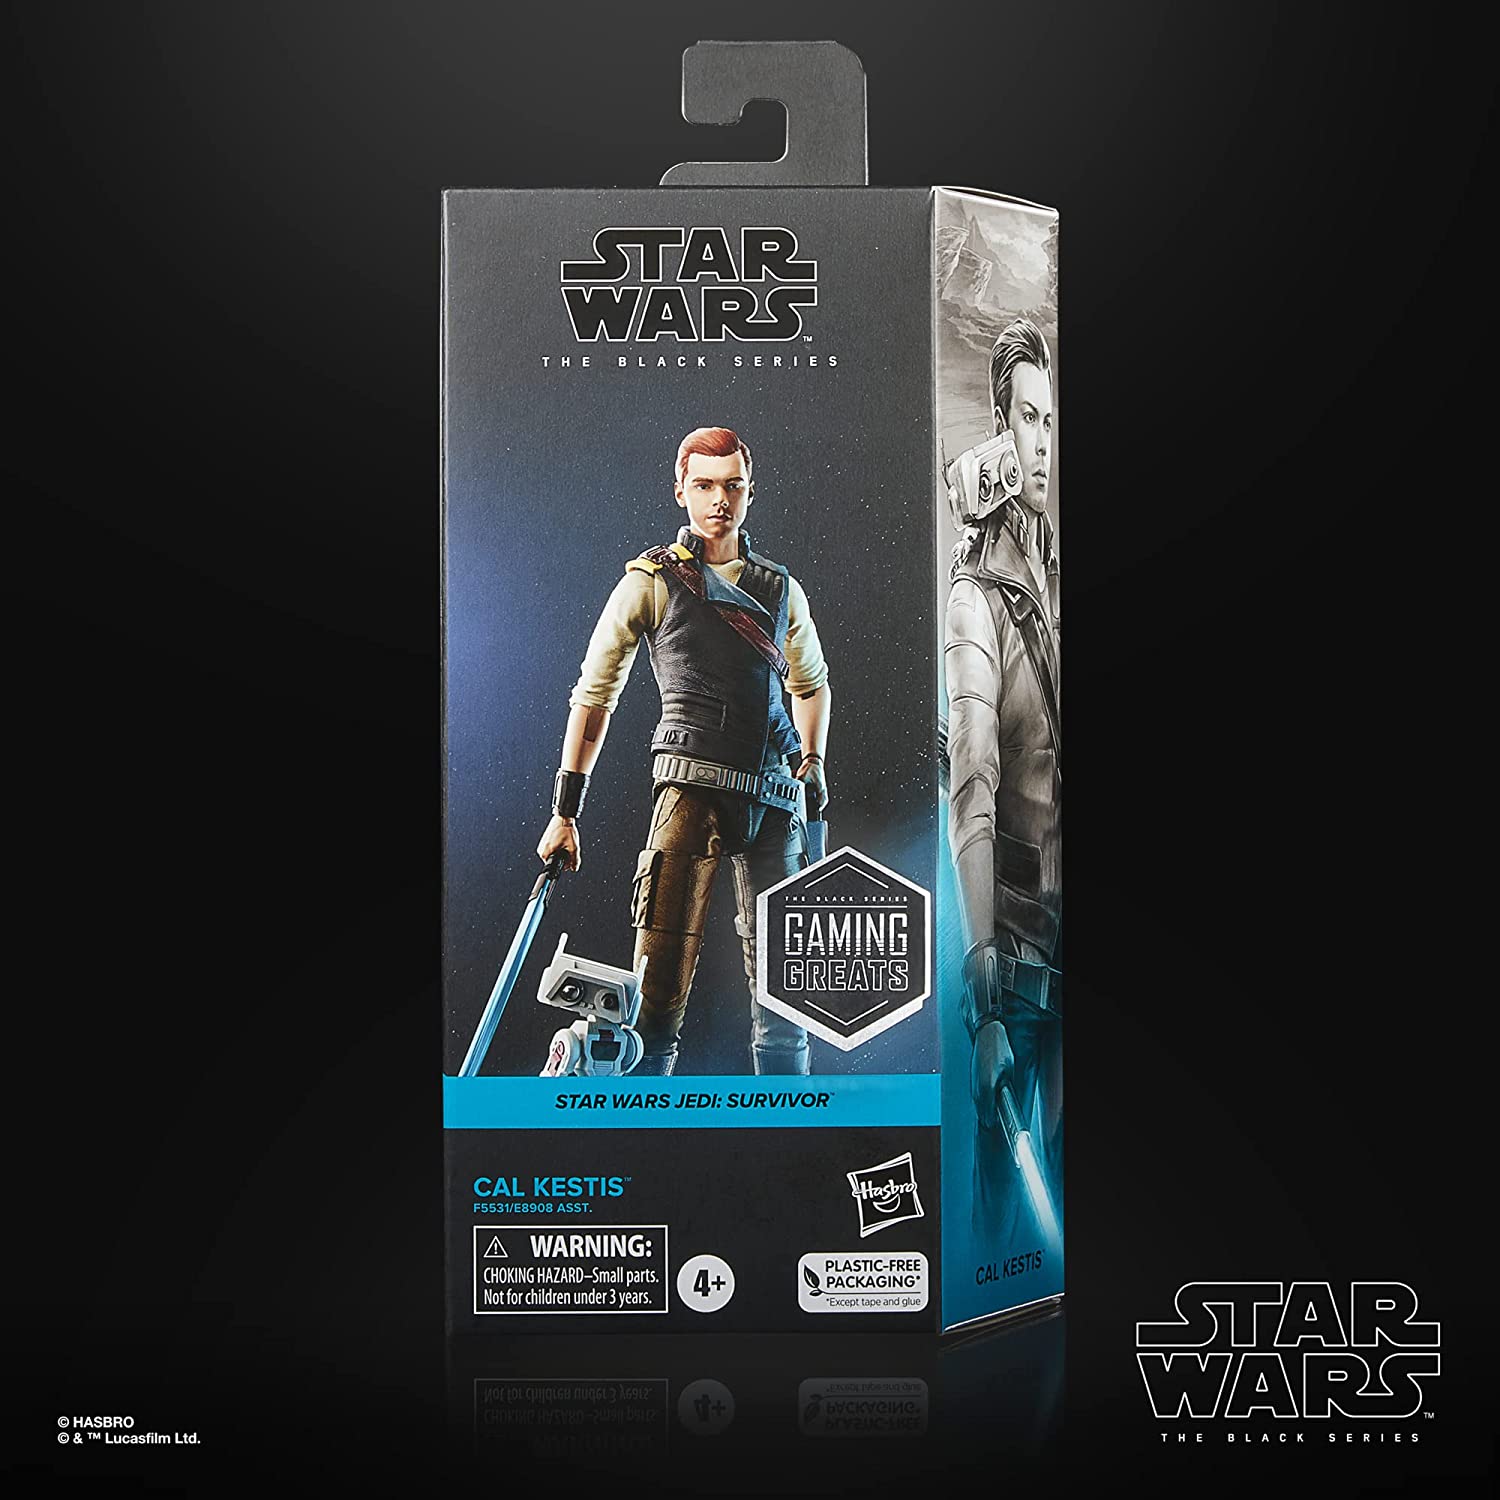 STAR
WARS™
THE BLACK SERIES
THE BLACK SERIES
GAMING
GREATS
STAR WARS JEDI: SURVIVOR™
CAL KESTIS™
F5531/E8908 ASST.
Hasbro
⚠ WARNING:
CHOKING HAZARD–Small parts.
Not for children under 3 years.
4+
PLASTIC-FREE
PACKAGING*
*Except tape and glue
CAL KESTIS™
STAR
WARS™
THE BLACK SERIES
© HASBRO
© & ™ Lucasfilm Ltd.